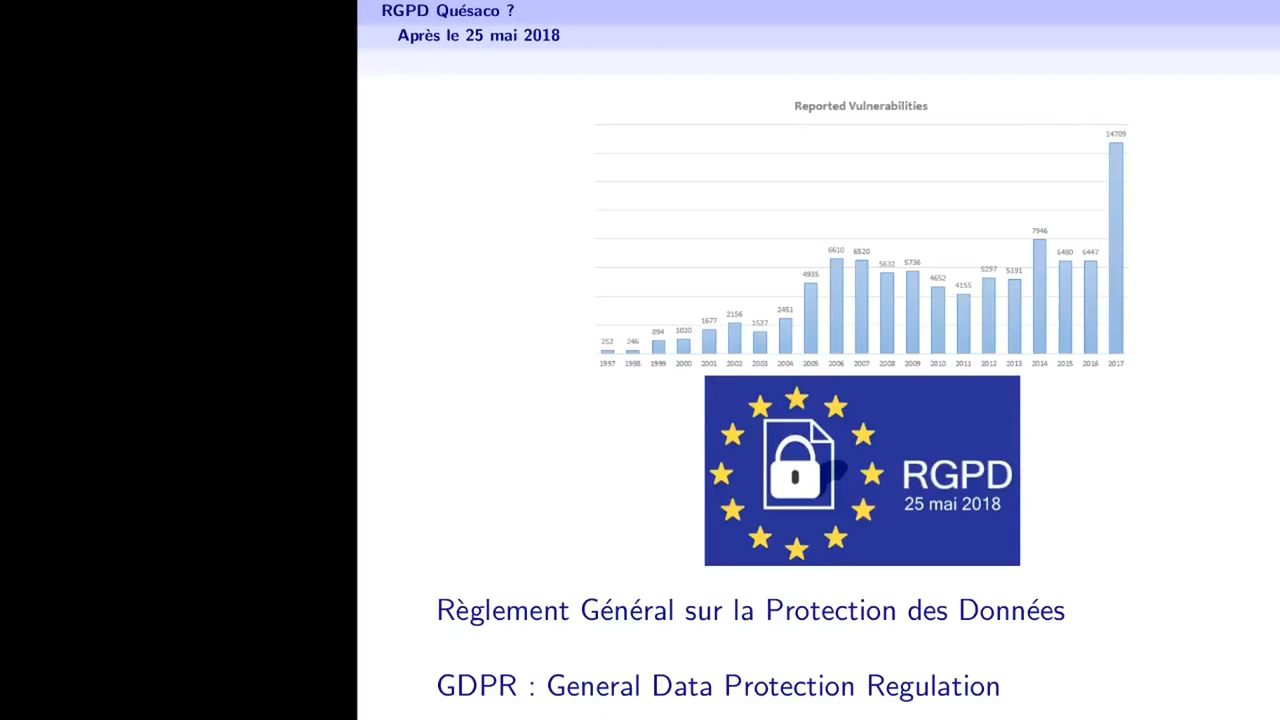 RGPD Quésaco ?
Après le 25 mai 2018
Reported Vulnerabilities
14709
7946
6610 6520
6480 6447
5632 5736
5297 5191
4935
4652
4155
2451
2156
1677
1527
894 1020
252 246
1997 1998 1999 2000 2001 2002 2003 2004 2005 2006 2007 2008 2009 2010 2011 2012 2013 2014 2015 2016 2017
RGPD
25 mai 2018
Règlement Général sur la Protection des Données
GDPR : General Data Protection Regulation